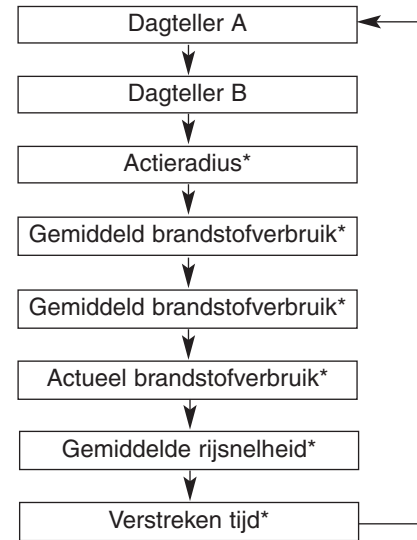 Dagteller A
Dagteller B
Actieradius*
Gemiddeld brandstofverbruik*
Gemiddeld brandstofverbruik*
Actueel brandstofverbruik*
Gemiddelde rijsnelheid*
Verstreken tijd*